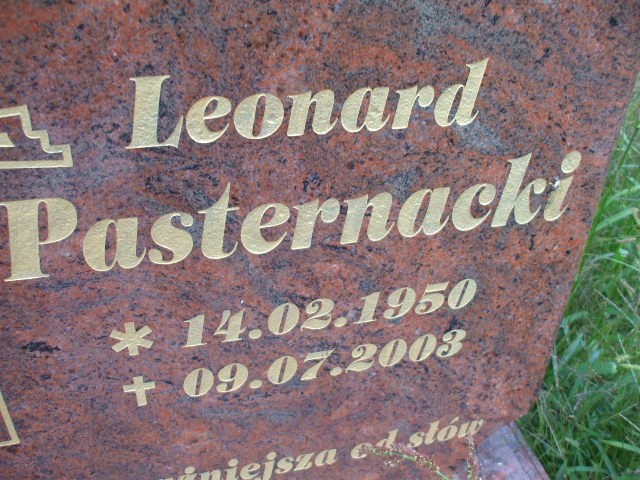 Leonard
Pasternacki
* 14.02.1950
+ 09.07.2003
od słów